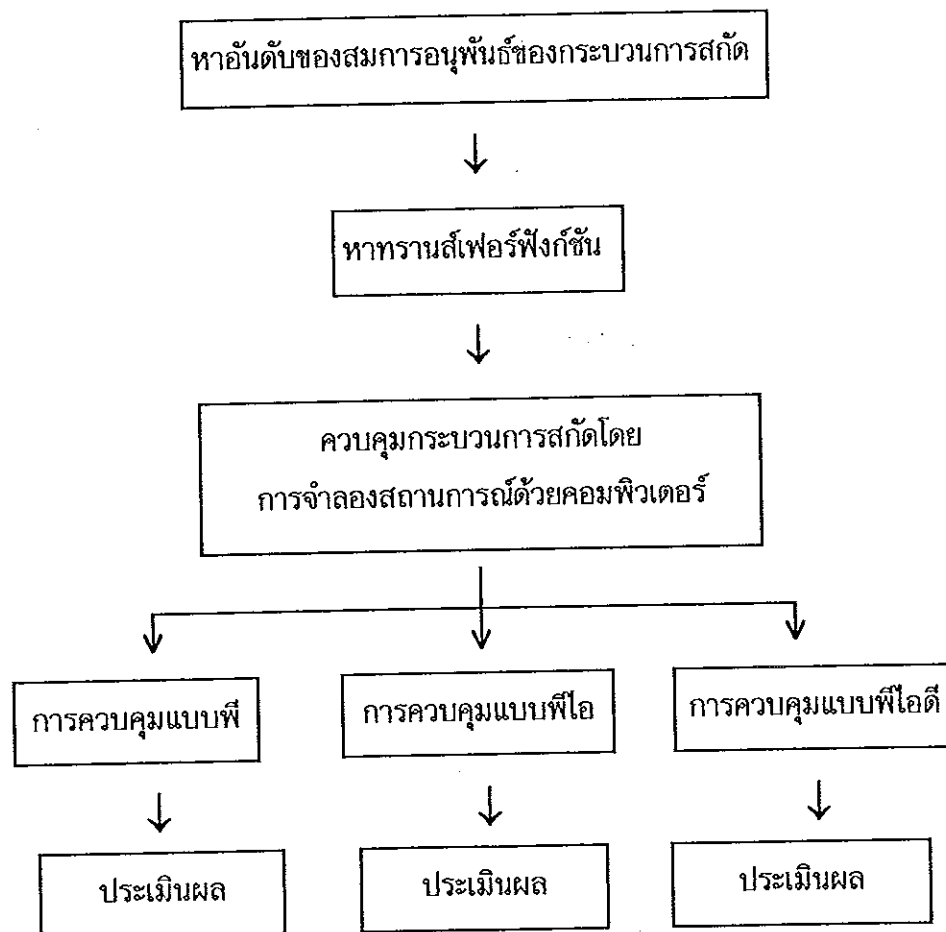 หาอันดับของสมการอนุพันธ์ของกระบวนการสกัด
หาทรานส์เฟอร์ฟังก์ชัน
ควบคุมกระบวนการสกัดโดย
การจำลองสถานการณ์ด้วยคอมพิวเตอร์
การควบคุมแบบพี
การควบคุมแบบพีไอ
การควบคุมแบบพีไอดี
ประเมินผล
ประเมินผล
ประเมินผล